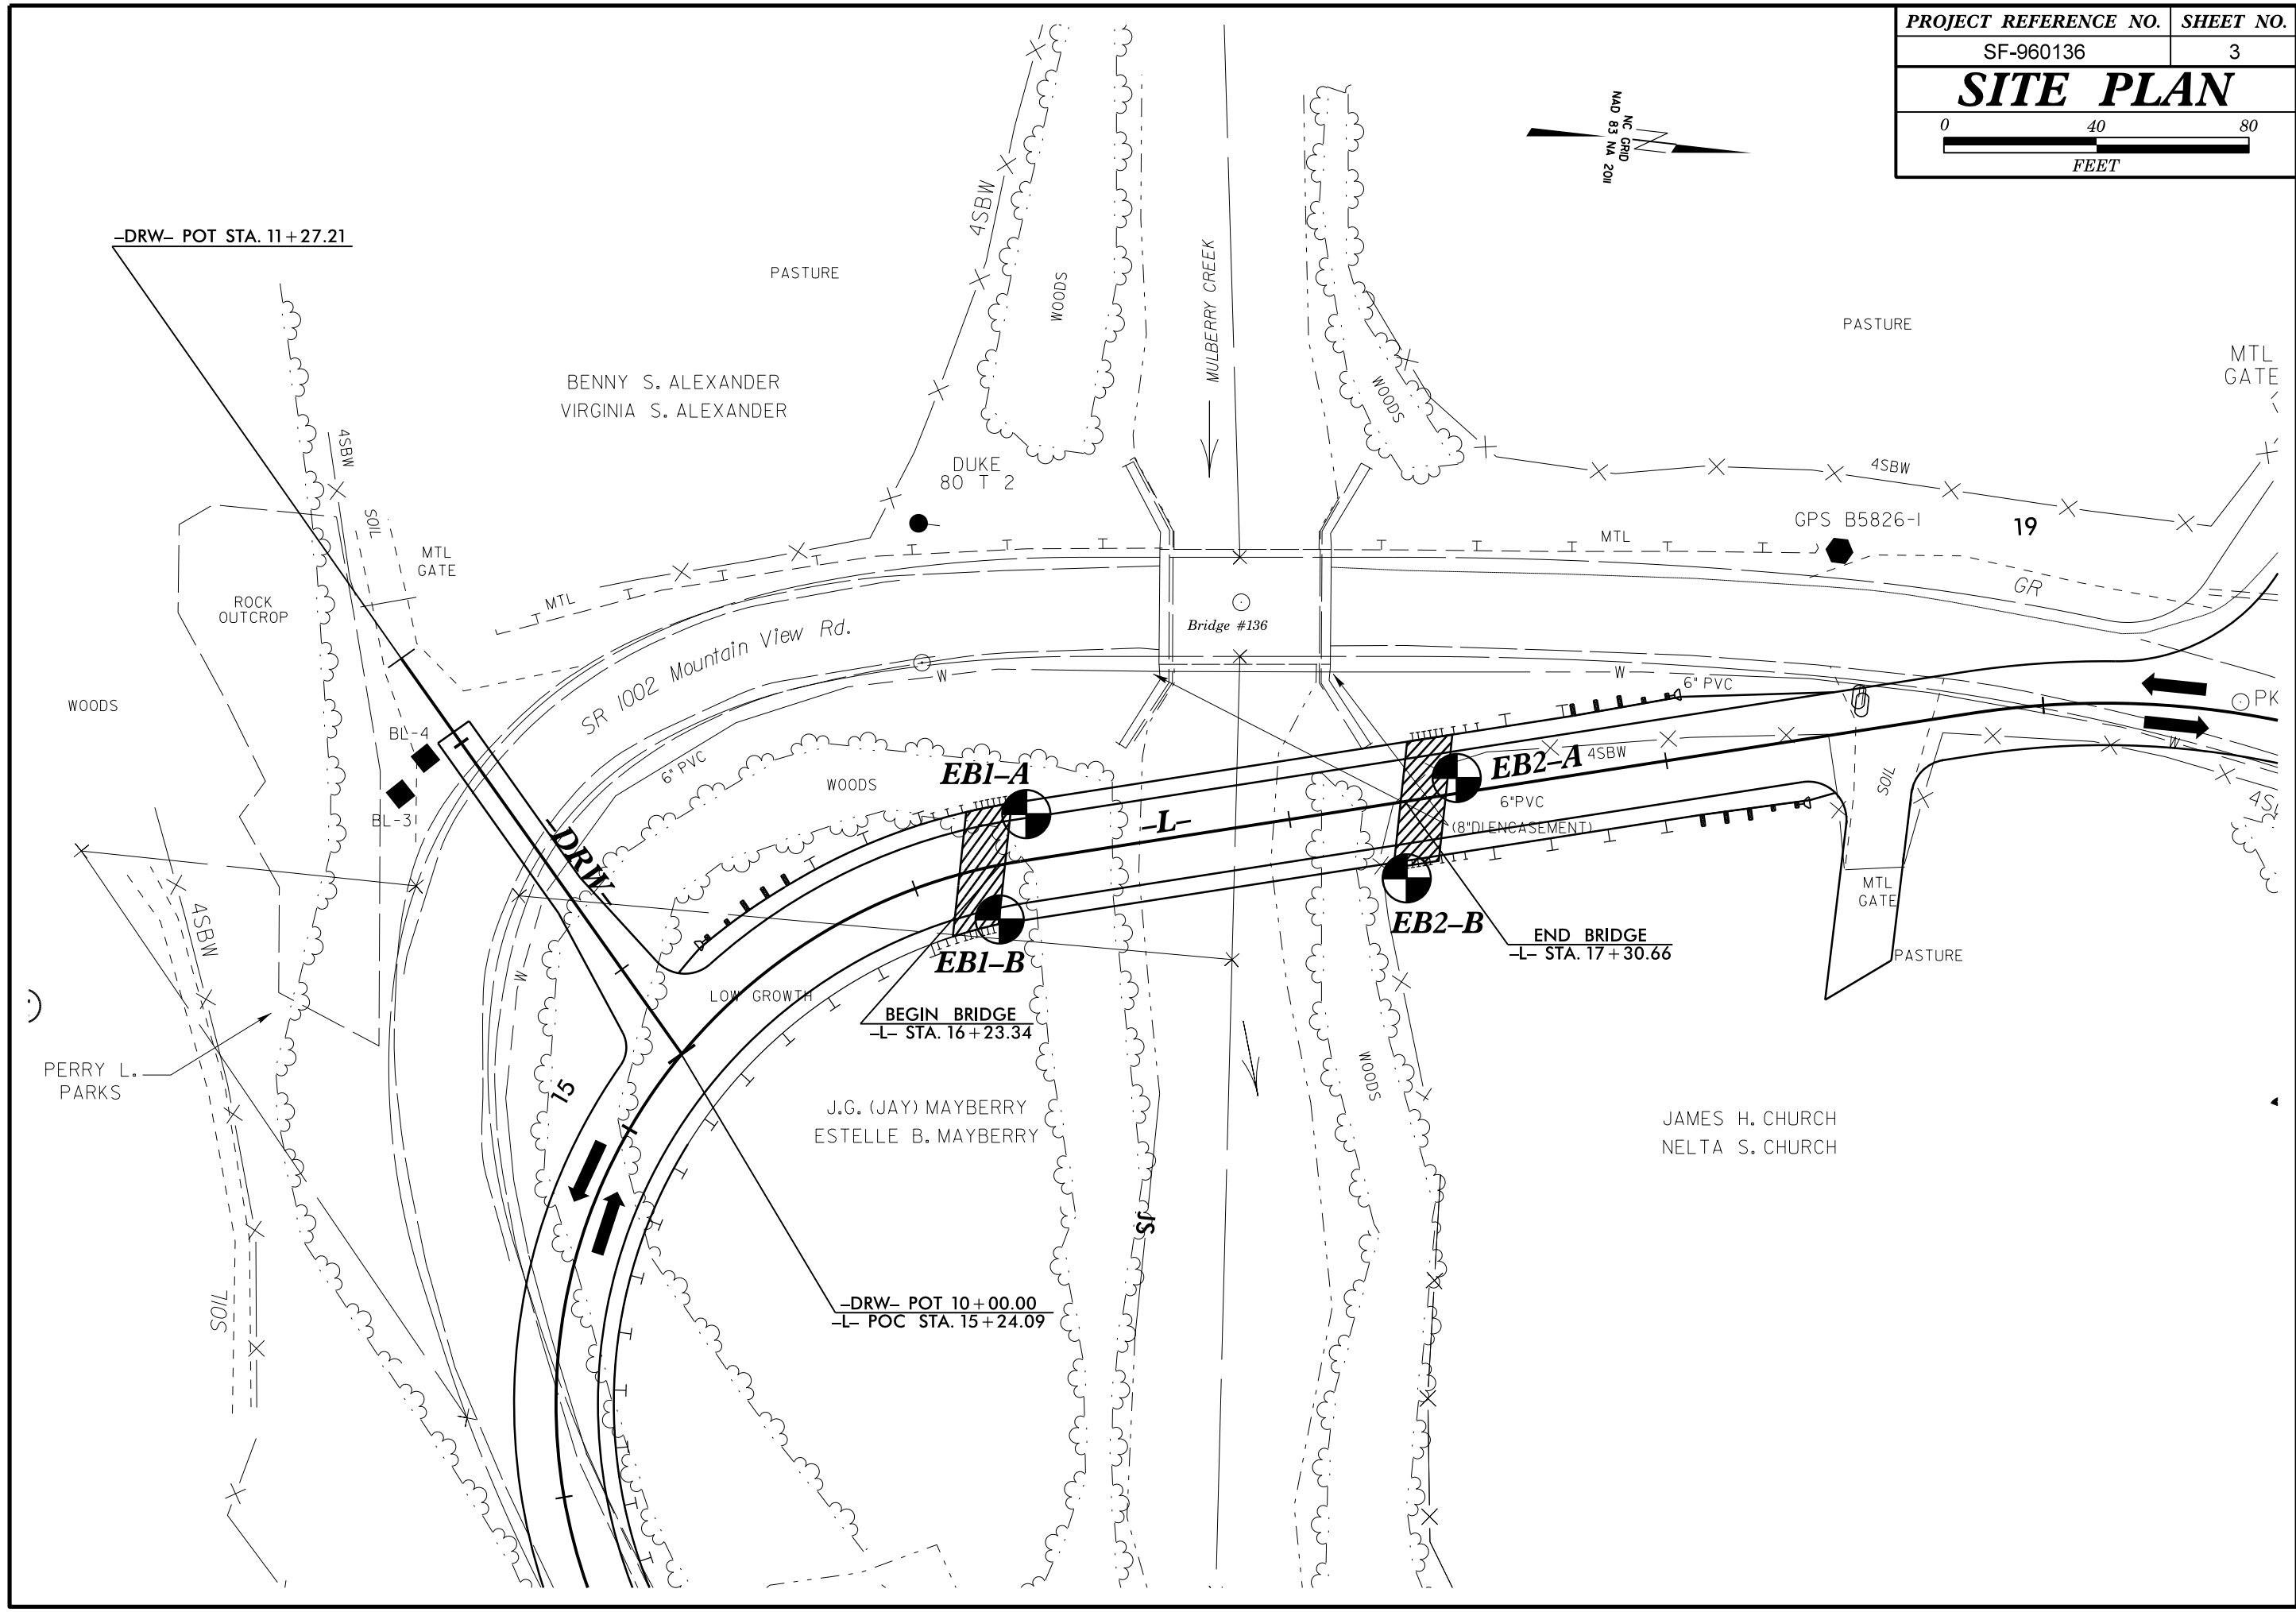 PROJECT REFERENCE NO. SHEET NO.
SF-960136 3
SITE PLAN
0 40 80
FEET
NC GRID
NAD 83 NA 2011
-DRW- POT STA. 11+27.21
PASTURE
4SBW
WOODS
MULBERRY CREEK
WOODS
PASTURE
MTL
GATE
BENNY S. ALEXANDER
VIRGINIA S. ALEXANDER
4SBW
SOIL
MTL
GATE
DUKE
80 T 2
4SBW
GPS B5826-1
19
MTL
GR
ROCK
OUTCROP
MTL
SR 1002 Mountain View Rd.
Bridge #136
W
W
6" PVC
PK
W
WOODS
BL-4
BL-3
6" PVC
WOODS
EB1-A
-L-
EB2-A
4SBW
6"PVC
(8"DI ENCASEMENT)
SOIL
4SBW
-DRW-
W
EB1-B
EB2-B
MTL
GATE
PASTURE
END BRIDGE
-L- STA. 17+30.66
LOW GROWTH
BEGIN BRIDGE
-L- STA. 16+23.34
PERRY L.
PARKS
15
WOODS
J.G. (JAY) MAYBERRY
ESTELLE B. MAYBERRY
JAMES H. CHURCH
NELTA S. CHURCH
JS
SOIL
-DRW- POT 10+00.00
-L- POC STA. 15+24.09